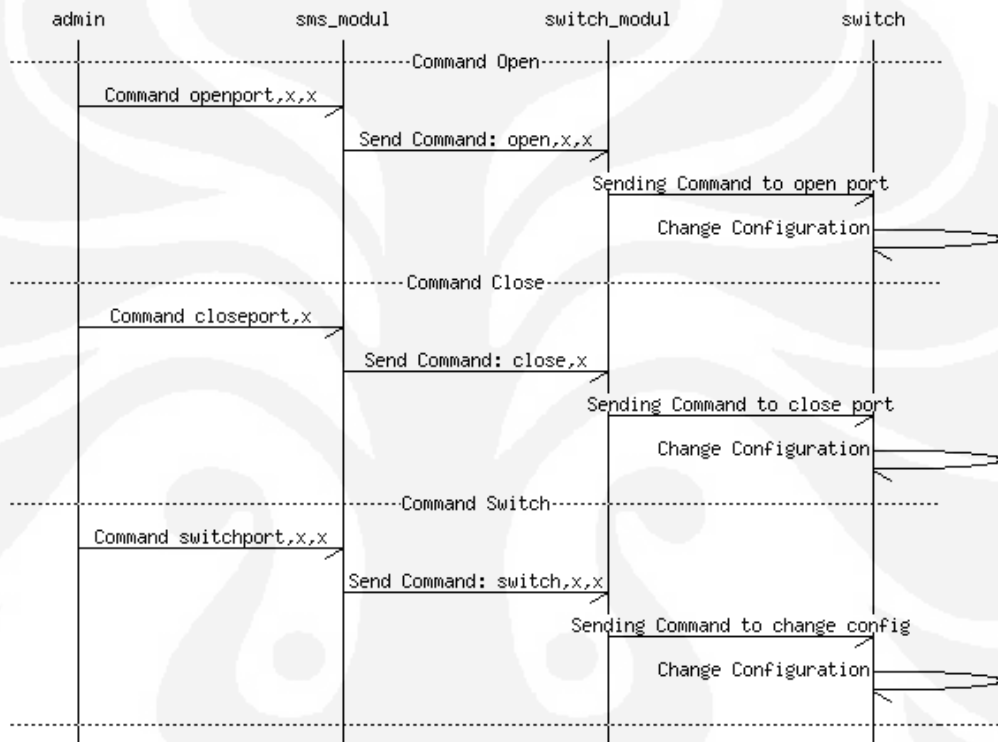 admin sms_modul switch_modul switch
Command Open
Command openport,x,x
Send Command: open,x,x
Sending Command to open port
Change Configuration
Command Close
Command closeport,x
Send Command: close,x
Sending Command to close port
Change Configuration
Command Switch
Command switchport,x,x
Send Command: switch,x,x
Sending Command to change config
Change Configuration